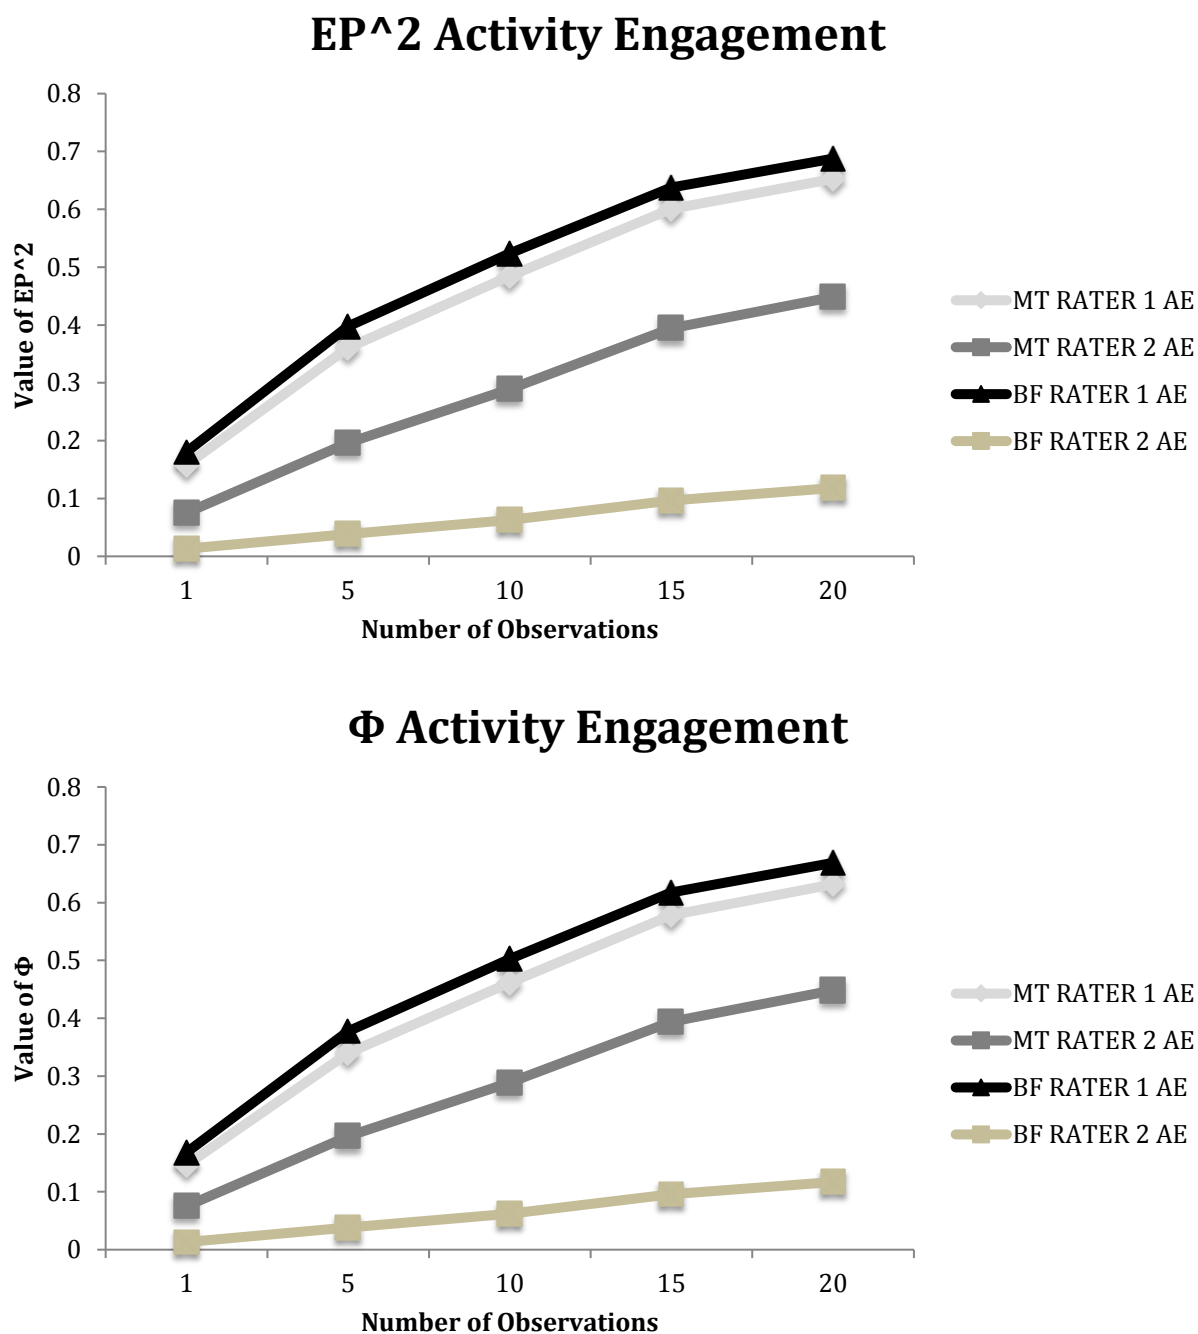 EP^2 Activity Engagement
0.8
0.7
0.6
0.5
0.4
0.3
0.2
0.1
0
Value of EP^2
1 5 10 15 20
Number of Observations
MT RATER 1 AE
MT RATER 2 AE
BF RATER 1 AE
BF RATER 2 AE
Φ Activity Engagement
0.8
0.7
0.6
0.5
0.4
0.3
0.2
0.1
0
Value of Φ
1 5 10 15 20
Number of Observations
MT RATER 1 AE
MT RATER 2 AE
BF RATER 1 AE
BF RATER 2 AE